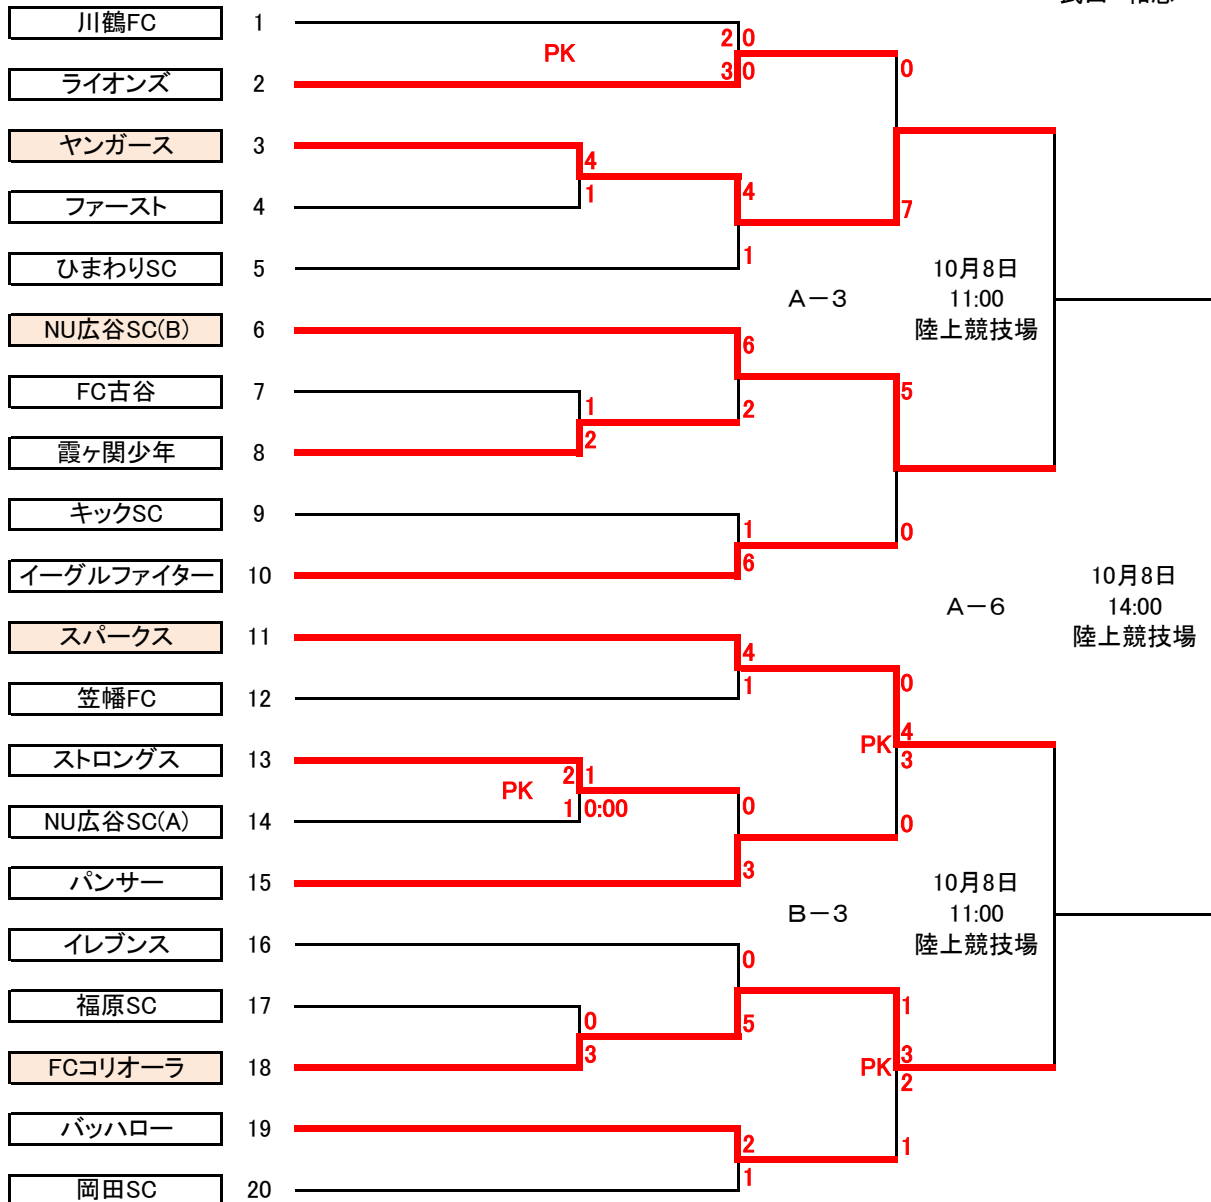 川鶴FC 1
2 0
PK
ライオンズ 2
3 0
0
ヤンガース 3
4
ファースト 4
1
4
7
ひまわりSC 5
1
10月8日
A－3
11:00
NU広谷SC(B) 6
陸上競技場
6
FC古谷 7
5
1
2
霞ヶ関少年 8
2
キックSC 9
1
0
イーグルファイター 10
6
10月8日
A－6
14:00
スパークス 11
陸上競技場
4
笠幡FC 12
1
0
4
PK
3
ストロングス 13
2 1
PK
1 0:00
NU広谷SC(A) 14
0
0
パンサー 15
3
10月8日
B－3
11:00
イレブンス 16
陸上競技場
0
福原SC 17
1
0
5
3
FCコリオーラ 18
3
PK
2
バッハロー 19
2
1
岡田SC 20
1